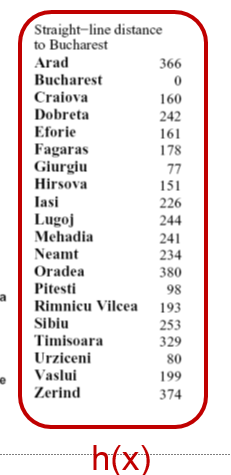 Straight-line distance
to Bucharest
Arad 366
Bucharest 0
Craiova 160
Dobreta 242
Eforie 161
Fagaras 178
Giurgiu 77
Hirsova 151
Iasi 226
Lugoj 244
Mehadia 241
Neamt 234
Oradea 380
Pitesti 98
Rimnicu Vilcea 193
Sibiu 253
Timisoara 329
Urziceni 80
Vaslui 199
Zerind 374
a
e
h(x)